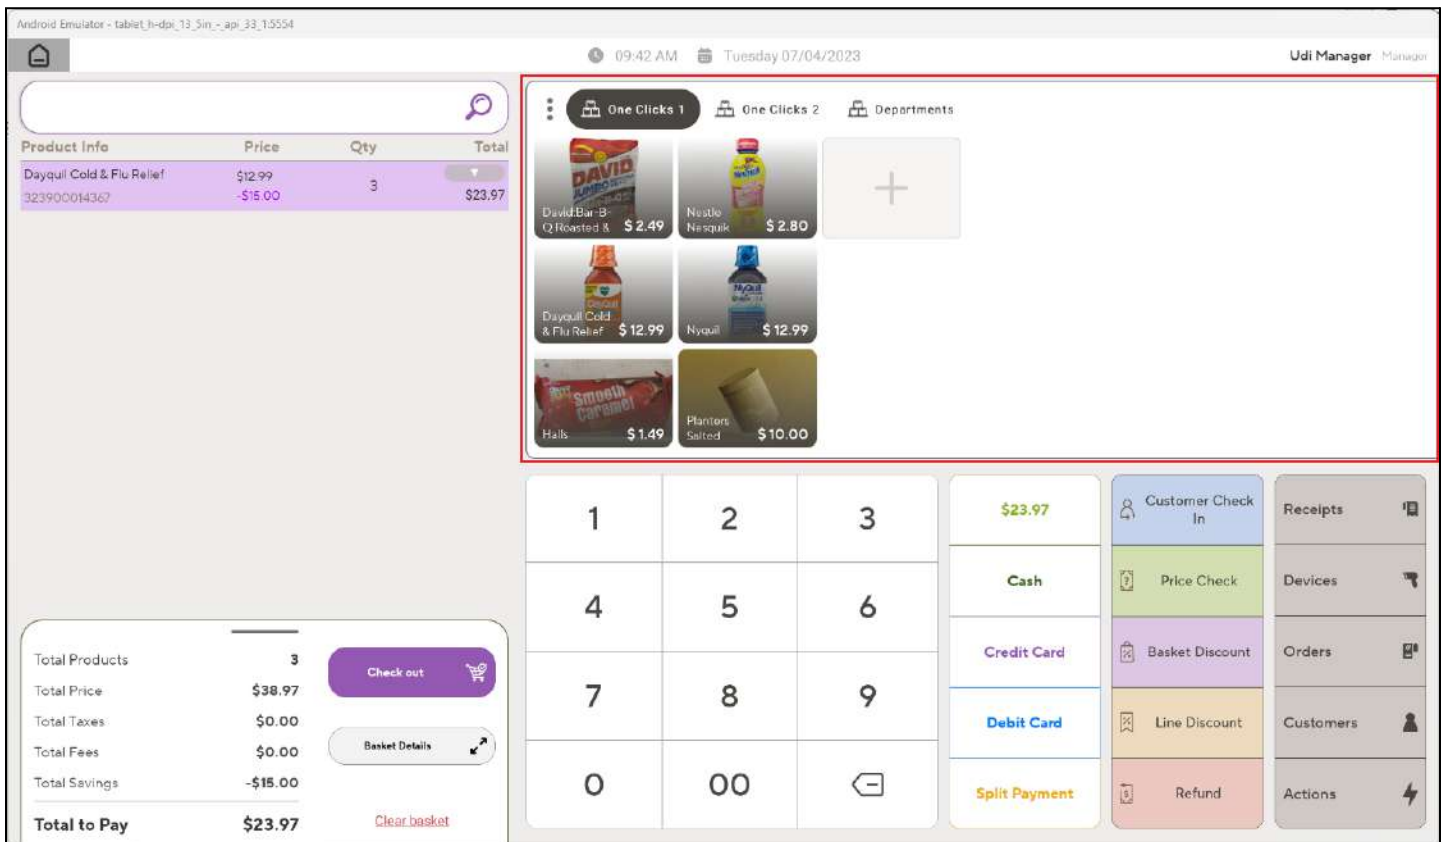 Android Emulator - tablet_h-dpi_13_5in_-_api_33_1:5554
09:42 AM Tuesday 07/04/2023
Udi Manager Manager
Product Info Price Qty Total
Dayquil Cold & Flu Relief $12.99 3
323900014367 -$15.00 $23.97
One Clicks 1 One Clicks 2 Departments
DAVID
JUMBO
David:Bar-B-
Q Roasted & $ 2.49
Nestle
Nesquik $ 2.80
DayQuil
Dayquil Cold
& Flu Relief $ 12.99
NyQuil
Nyquil $ 12.99
Smooth
Caramel
Halls $ 1.49
Planters
Salted $ 10.00
1 2 3
4 5 6
7 8 9
0 00
$23.97
Cash
Credit Card
Debit Card
Split Payment
Customer Check
In
Price Check
Basket Discount
Line Discount
Refund
Receipts
Devices
Orders
Customers
Actions
Total Products 3
Total Price $38.97
Total Taxes $0.00
Total Fees $0.00
Total Savings -$15.00
Total to Pay $23.97
Check out
Basket Details
Clear basket